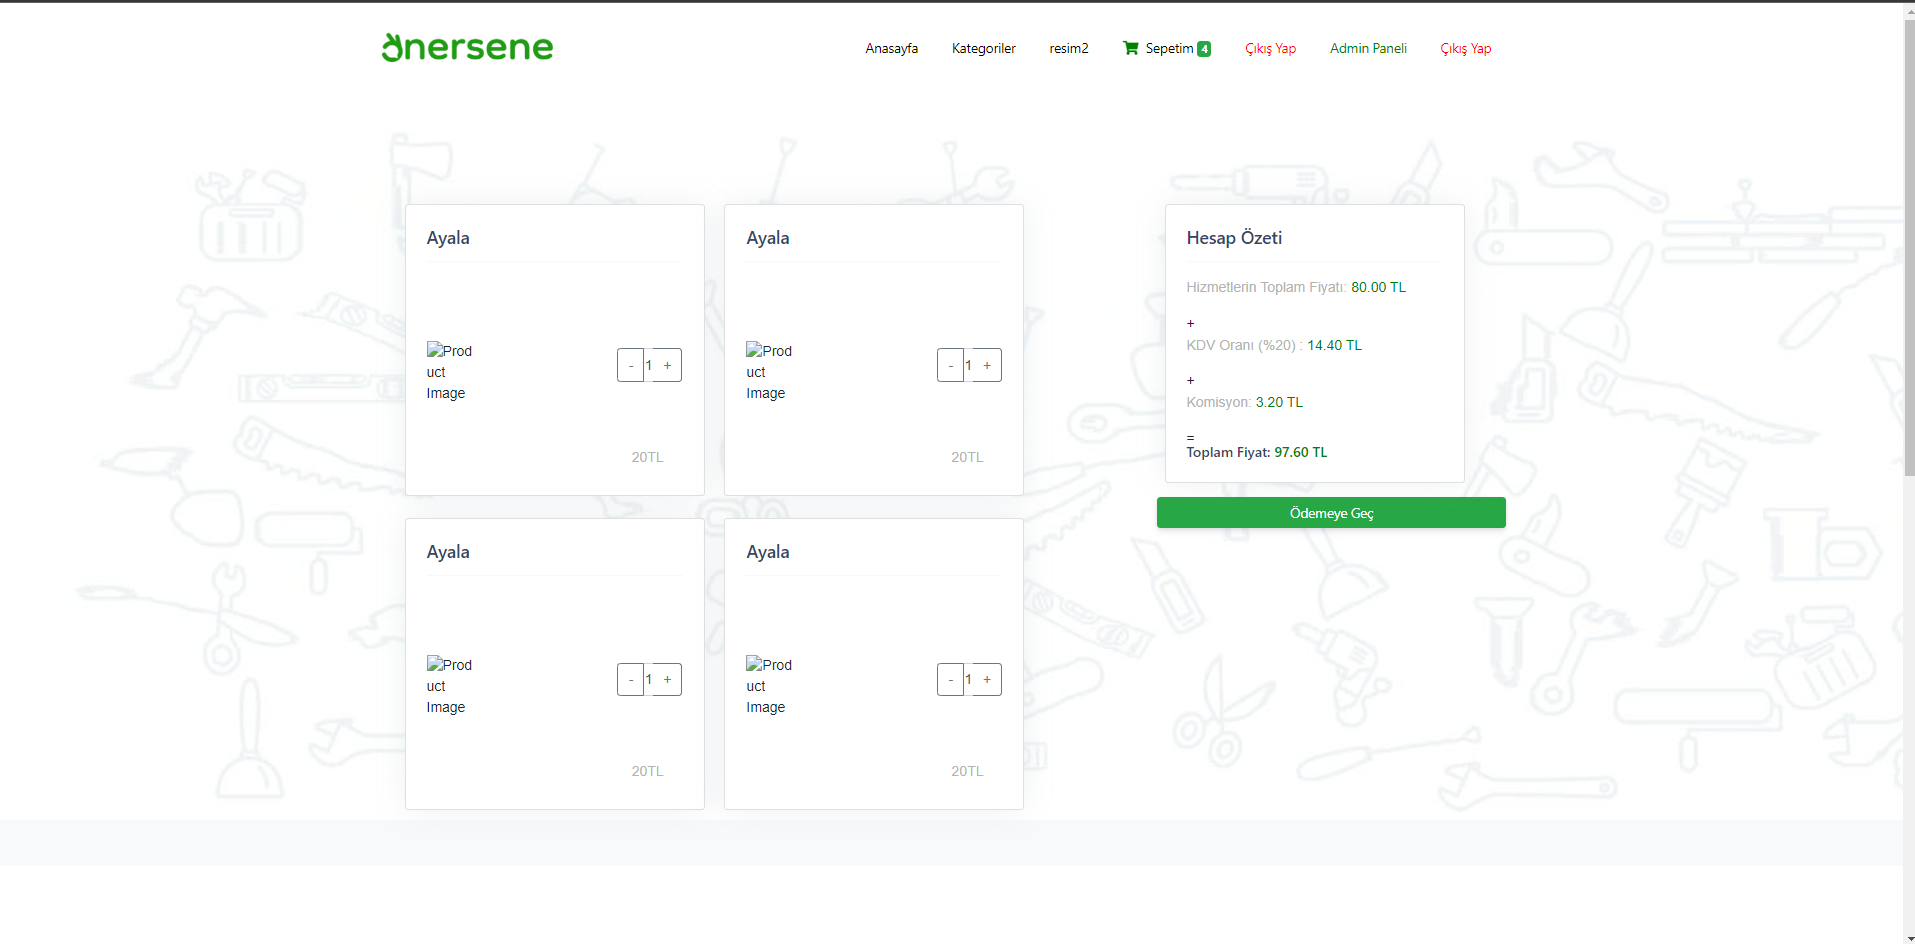 önersene
Anasayfa Kategoriler resim2 Sepetim 4 Çıkış Yap Admin Paneli Çıkış Yap
Ayala
Product Image
- 1 +
20TL
Ayala
Product Image
- 1 +
20TL
Ayala
Product Image
- 1 +
20TL
Ayala
Product Image
- 1 +
20TL
Hesap Özeti
Hizmetlerin Toplam Fiyatı: 80.00 TL
+
KDV Oranı (%20) : 14.40 TL
+
Komisyon: 3.20 TL
=
Toplam Fiyat: 97.60 TL
Ödemeye Geç